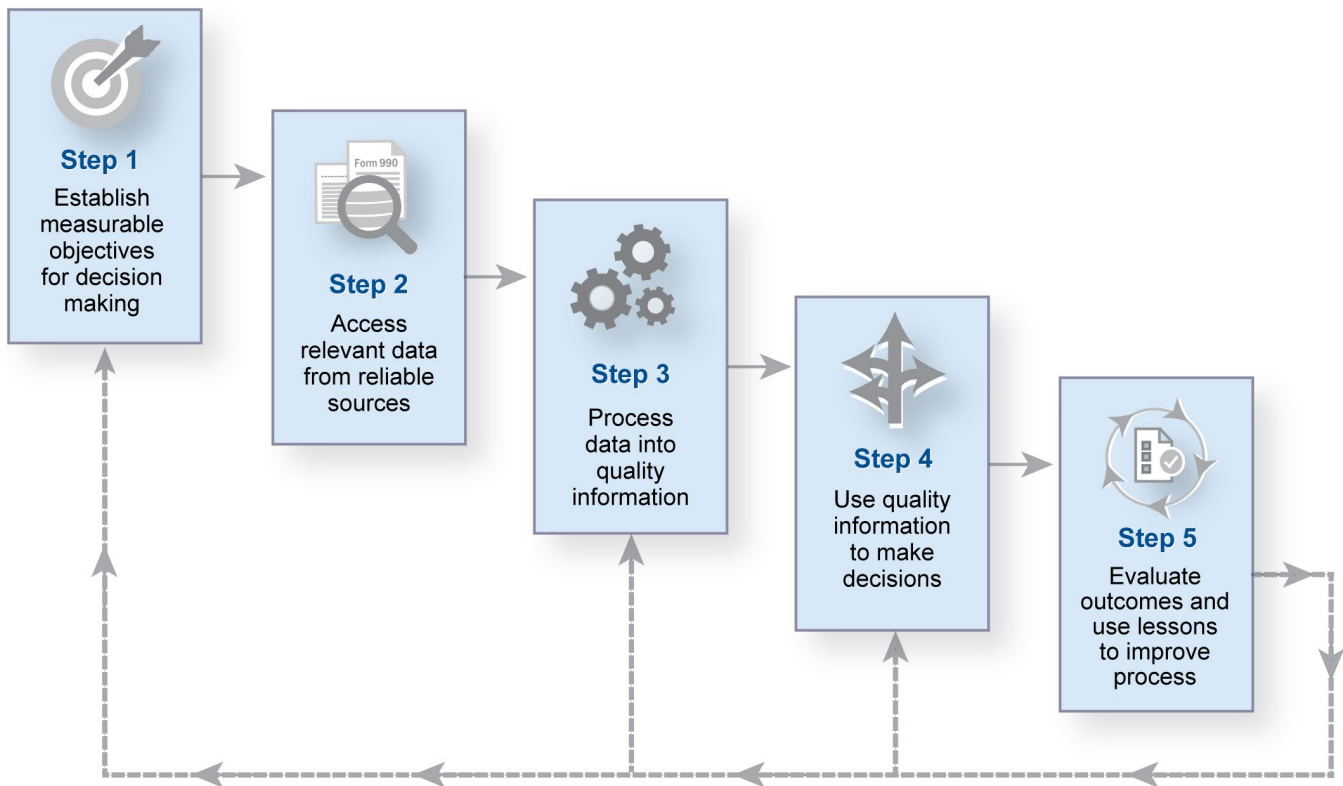 Step 1
Establish
measurable
objectives
for decision
making
Form 990
Step 2
Access
relevant data
from reliable
sources
Step 3
Process
data into
quality
information
Step 4
Use quality
information
to make
decisions
Step 5
Evaluate
outcomes and
use lessons
to improve
process